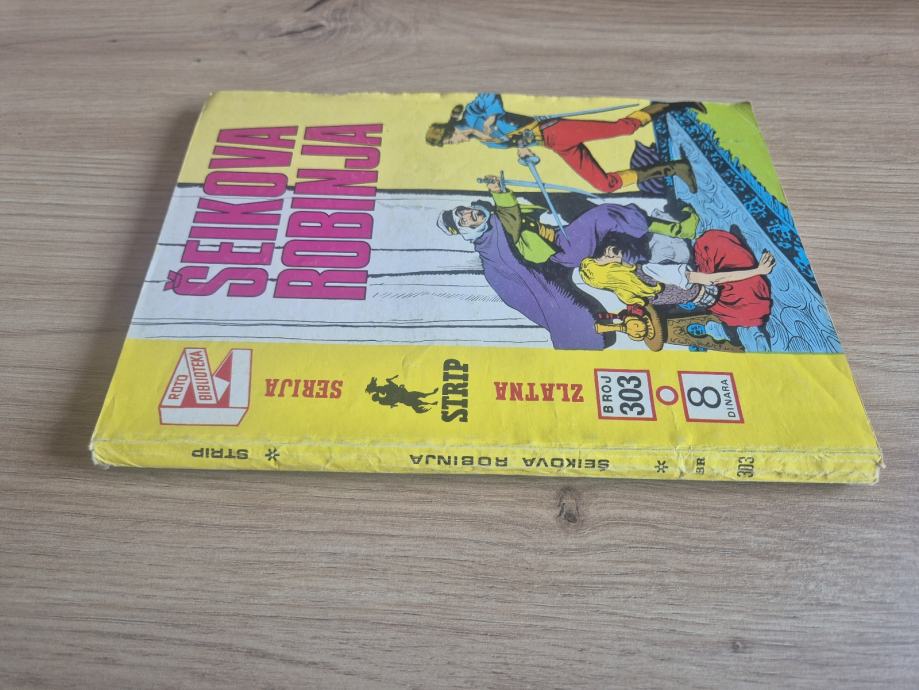 ŠEIKOVA
ROBINJA
ROTO
BIBLIOTEKA
SERIJA
STRIP
ZLATNA
BROJ
303
8
DINARA
STRIP * ŠEIKOVA ROBINJA * BR 303